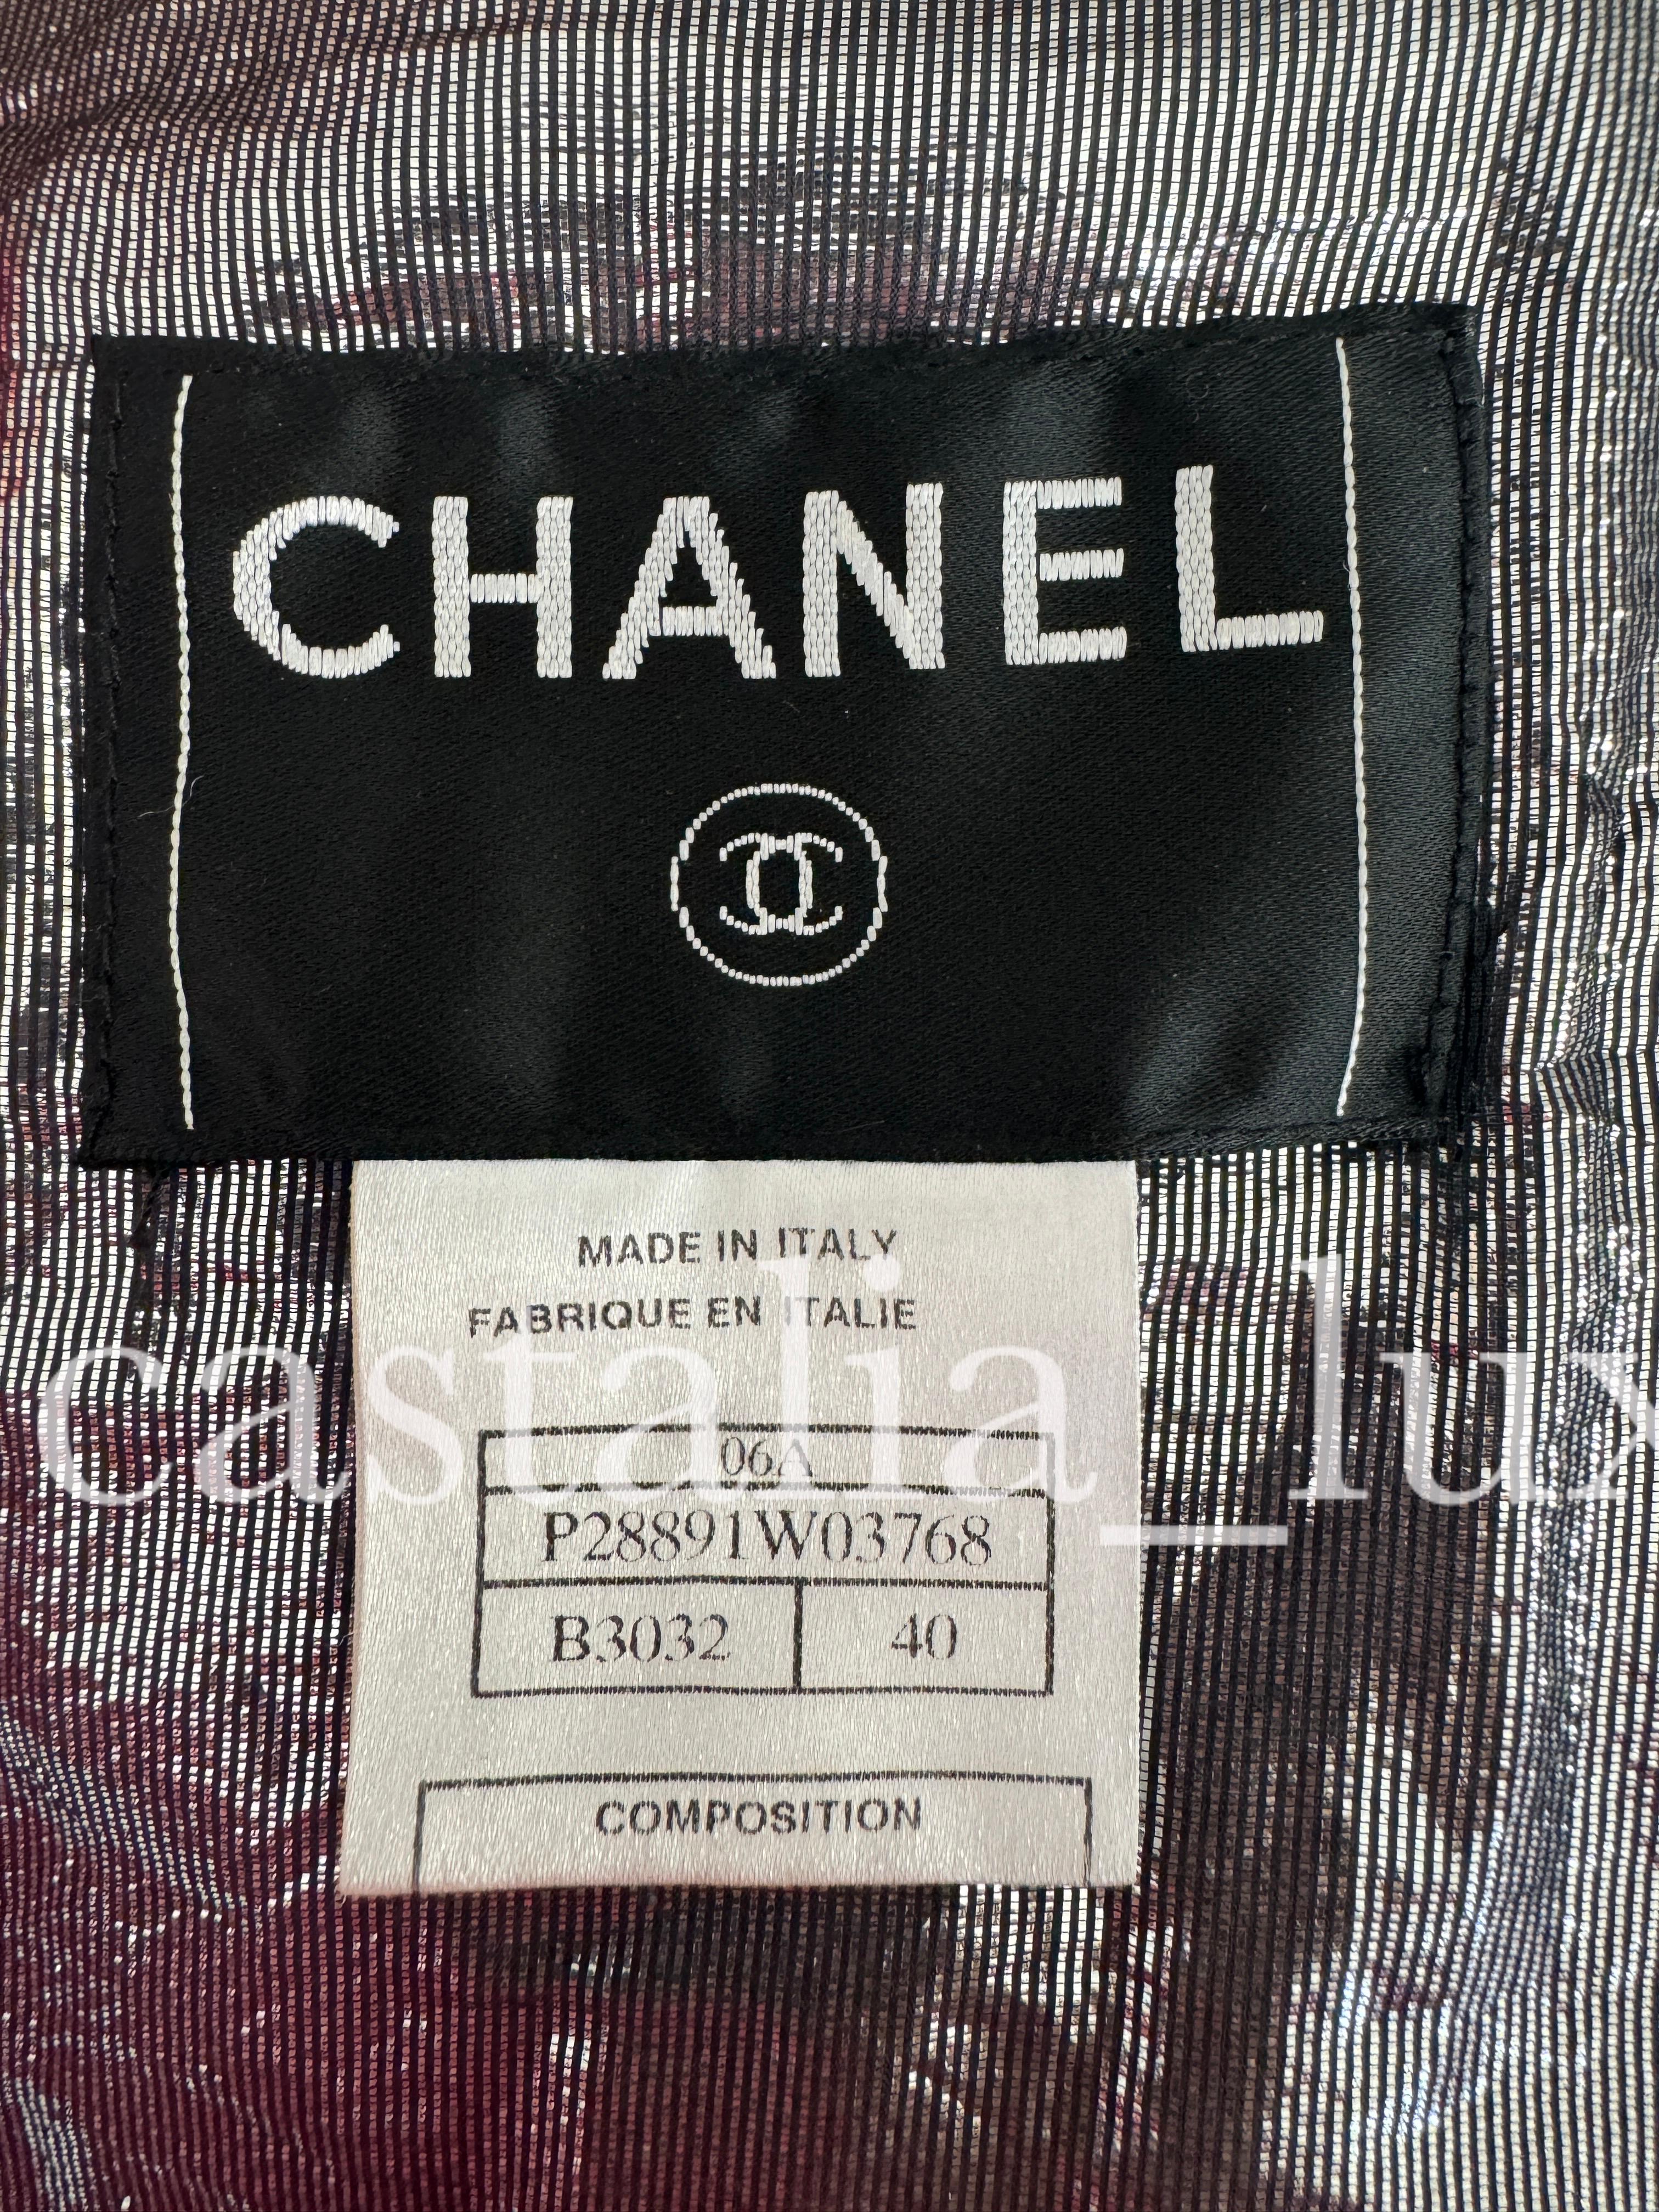 CHANEL
MADE IN ITALY
FABRIQUE EN ITALIE
castalia_lux
06A
P28891W03768
B3032 40
COMPOSITION